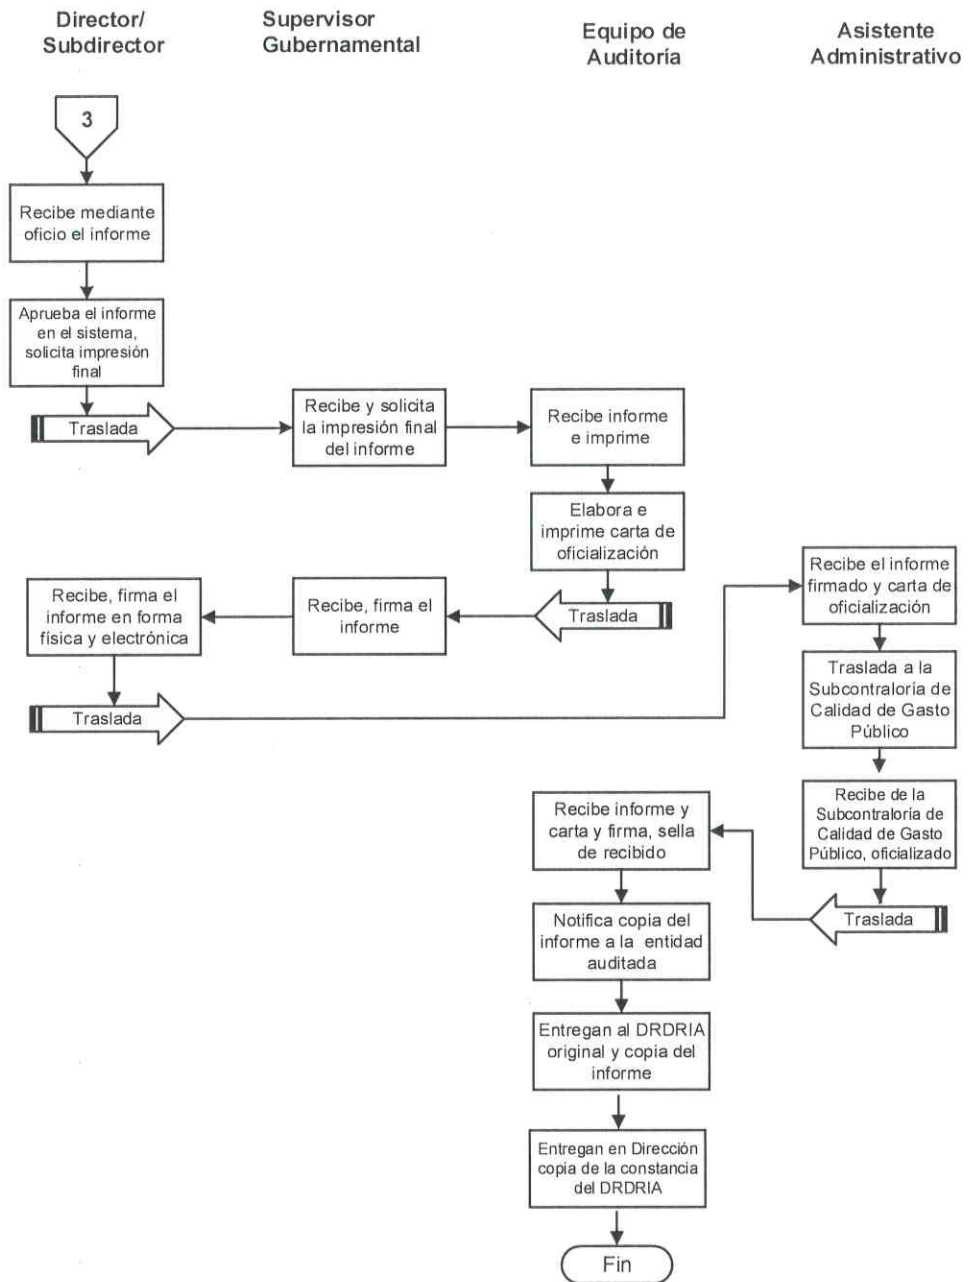 Director/
Subdirector
Supervisor
Gubernamental
Equipo de
Auditoría
Asistente
Administrativo
3
Recibe mediante
oficio el informe
Aprueba el informe
en el sistema,
solicita impresión
final
Traslada
Recibe y solicita
la impresión final
del informe
Recibe informe
e imprime
Elabora e
imprime carta de
oficialización
Traslada
Recibe, firma el
informe
Recibe, firma el
informe en forma
física y electrónica
Traslada
Recibe el informe
firmado y carta de
oficialización
Traslada a la
Subcontraloría de
Calidad de Gasto
Público
Recibe de la
Subcontraloría de
Calidad de Gasto
Público, oficializado
Traslada
Recibe informe y
carta y firma, sella
de recibido
Notifica copia del
informe a la entidad
auditada
Entregan al DRDRIA
original y copia del
informe
Entregan en Dirección
copia de la constancia
del DRDRIA
Fin